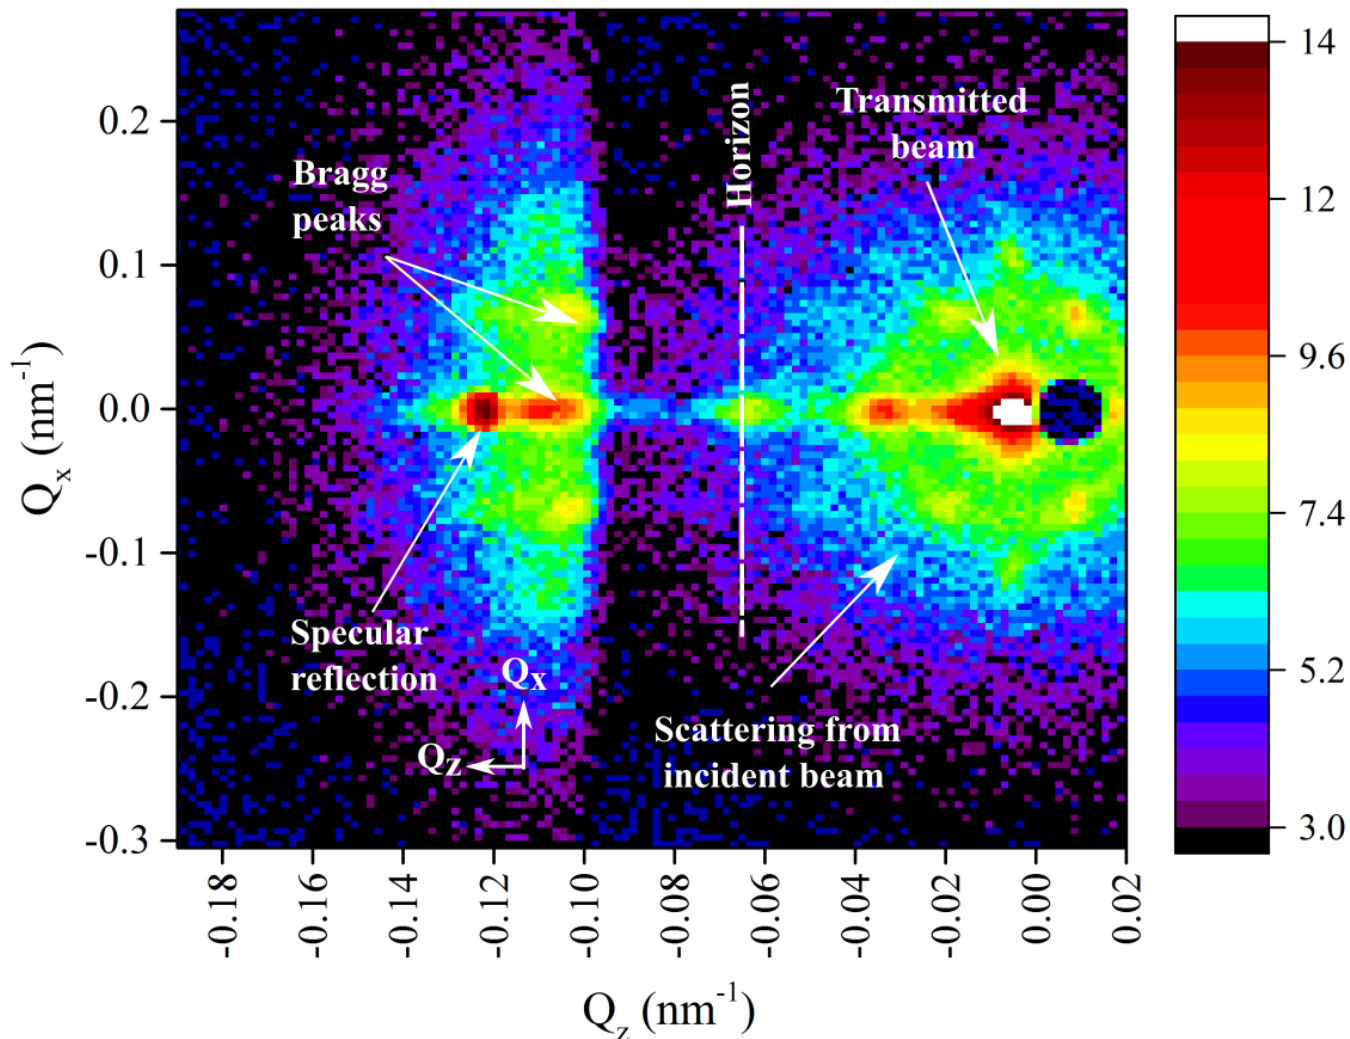 Transmitted
beam
Bragg
peaks
Horizon
Specular
reflection
Qx
Qz
Scattering from
incident beam
0.2
0.1
0.0
-0.1
-0.2
-0.3
Qx (nm-1)
-0.18
-0.16
-0.14
-0.12
-0.10
-0.08
-0.06
-0.04
-0.02
0.00
0.02
Qz (nm-1)
14
12
9.6
7.4
5.2
3.0